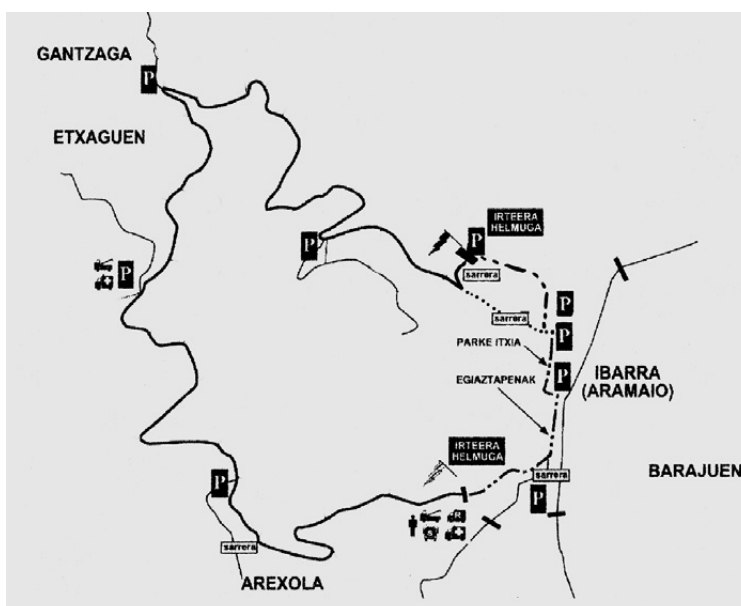 GANTZAGA
P
ETXAGUEN
IRTEERA
HELMUGA
P
P
sarrera
P
P
sarrera
P
PARKE ITXIA
P
IBARRA
(ARAMAIO)
EGIAZTAPENAK
IRTEERA
HELMUGA
BARAJUEN
sarrera
P
P
R
sarrera
AREXOLA